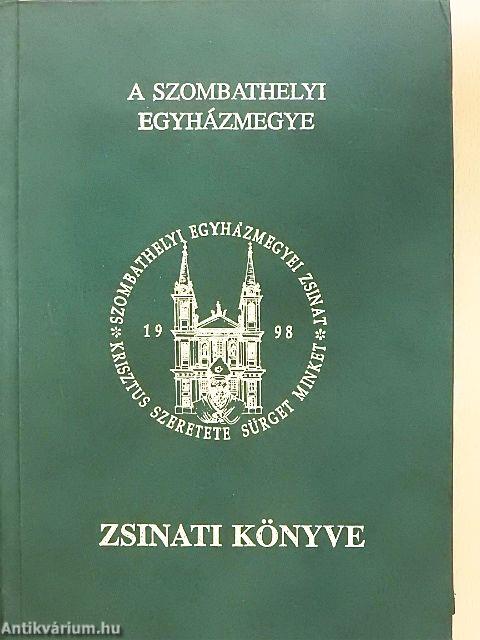 A SZOMBATHELYI
EGYHÁZMEGYE
* SZOMBATHELYI EGYHÁZMEGYEI ZSINAT *
19 98
KRISZTUS SZERETETE SÜRGET MINKET
ZSINATI KÖNYVE
Antikvárium.hu